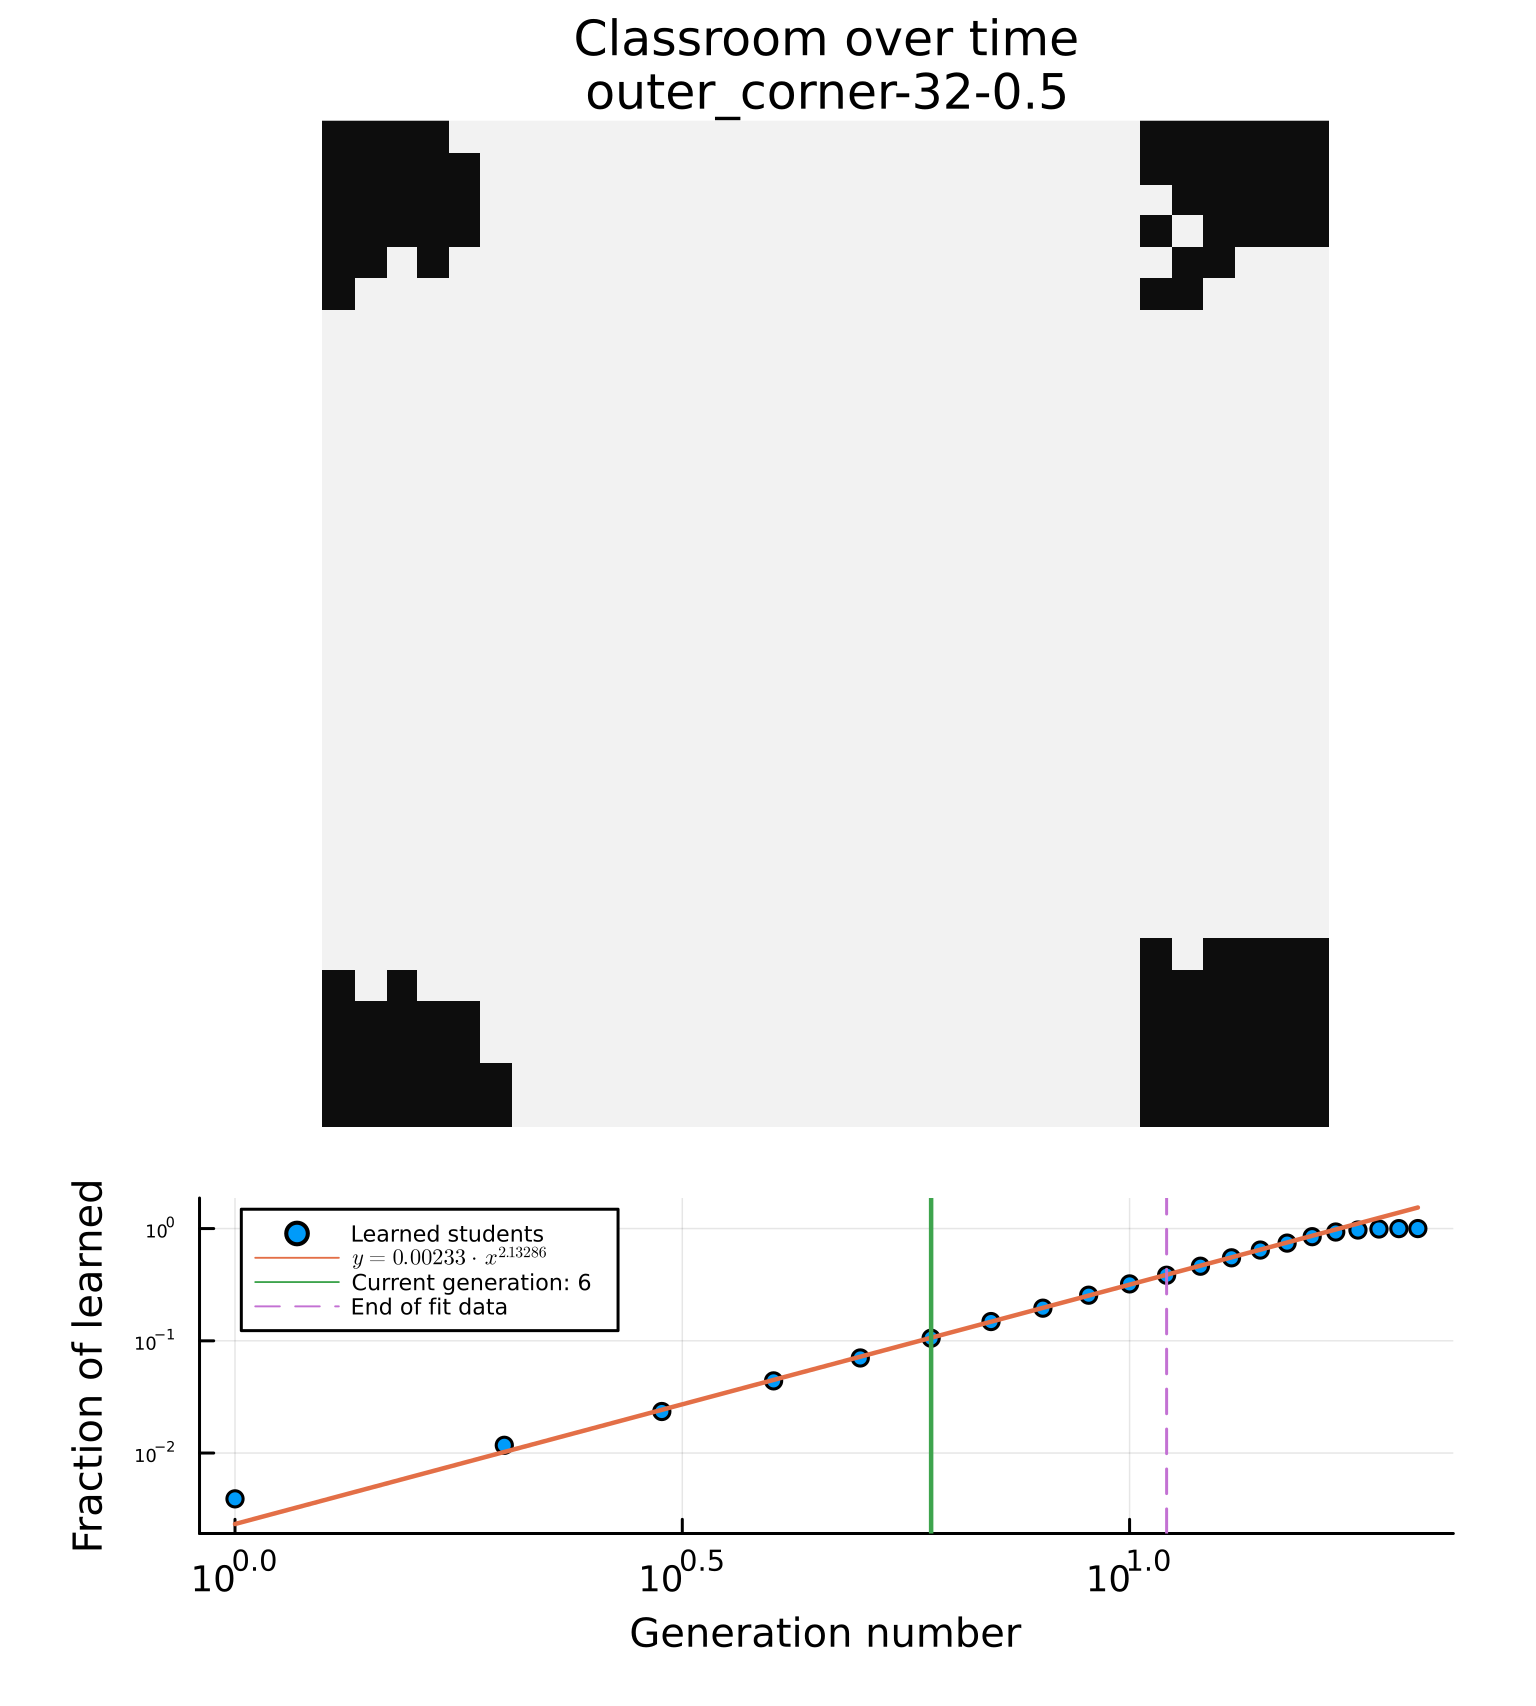 Classroom over time
outer_corner-32-0.5
Fraction of learned
10^0
10^−1
10^−2
Learned students
y = 0.00233 · x^2.13286
Current generation: 6
End of fit data
10^0.0 10^0.5 10^1.0
Generation number